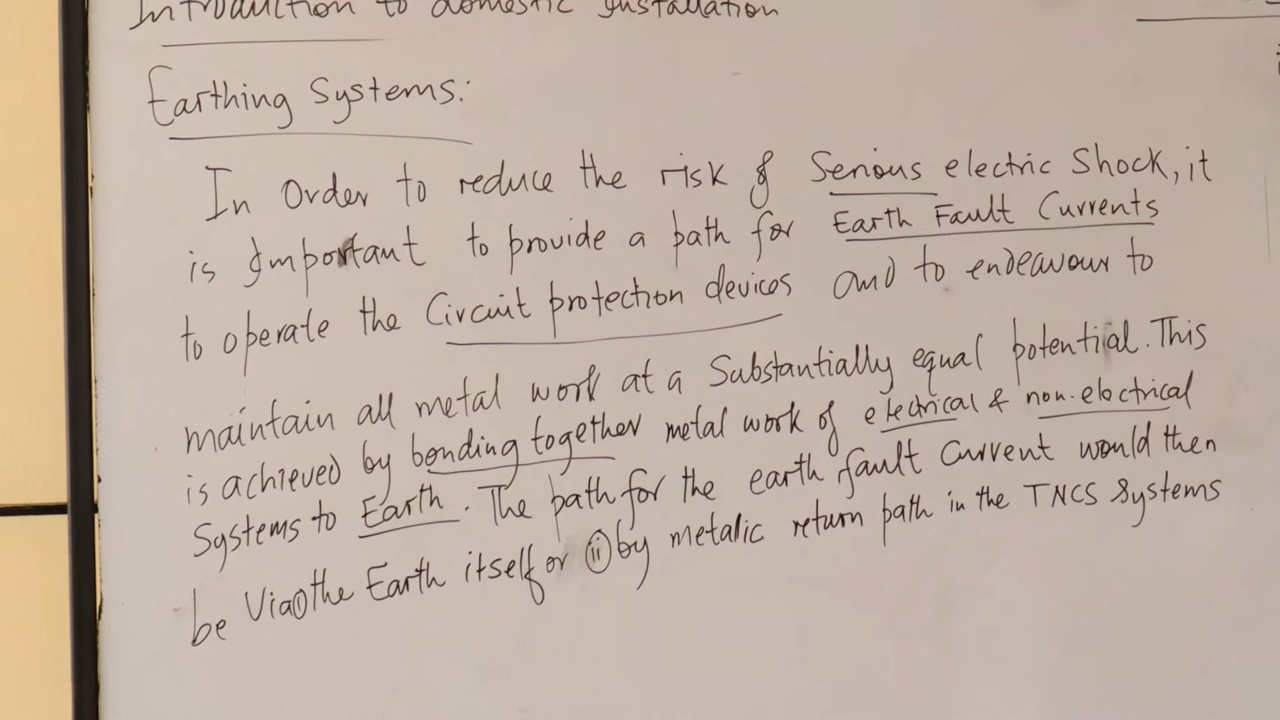 Introduction to domestic Installation
Earthing Systems:
In Order to reduce the risk of Serious electric Shock, it
is Important to provide a path for Earth Fault Currents
to operate the Circuit protection devices and to endeavour to
maintain all metal work at a Substantially equal potential. This
is achieved by bonding together metal work of electrical & non-electrical
Systems to Earth. The path for the earth fault Current would then
be Via (i) the Earth itself or (ii) by metalic return path in the TNCS Systems